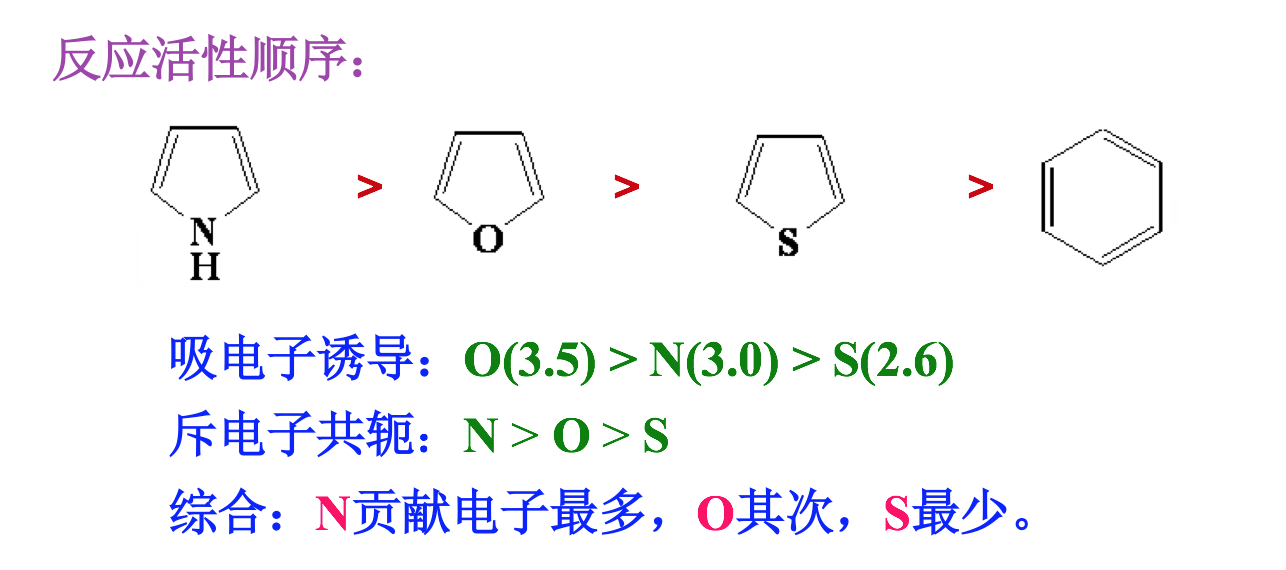 反应活性顺序：
> > >
N O S
H
吸电子诱导：O(3.5) > N(3.0) > S(2.6)
斥电子共轭：N > O > S
综合：N贡献电子最多，O其次，S最少。